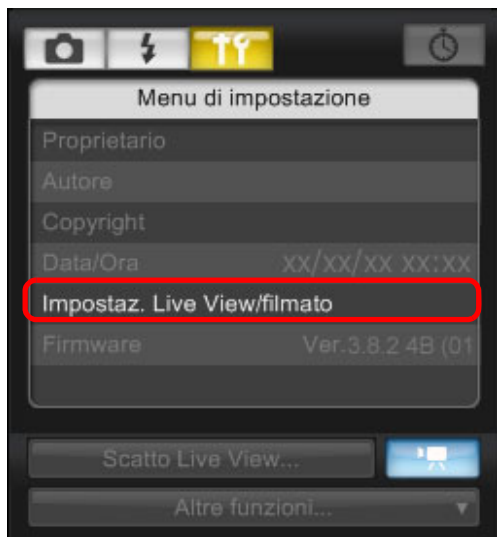 Menu di impostazione
Proprietario
Autore
Copyright
Data/Ora xx/xx/xx xx:xx
Impostaz. Live View/filmato
Firmware Ver.3.8.2 4B (01
Scatto Live View...
Altre funzioni...